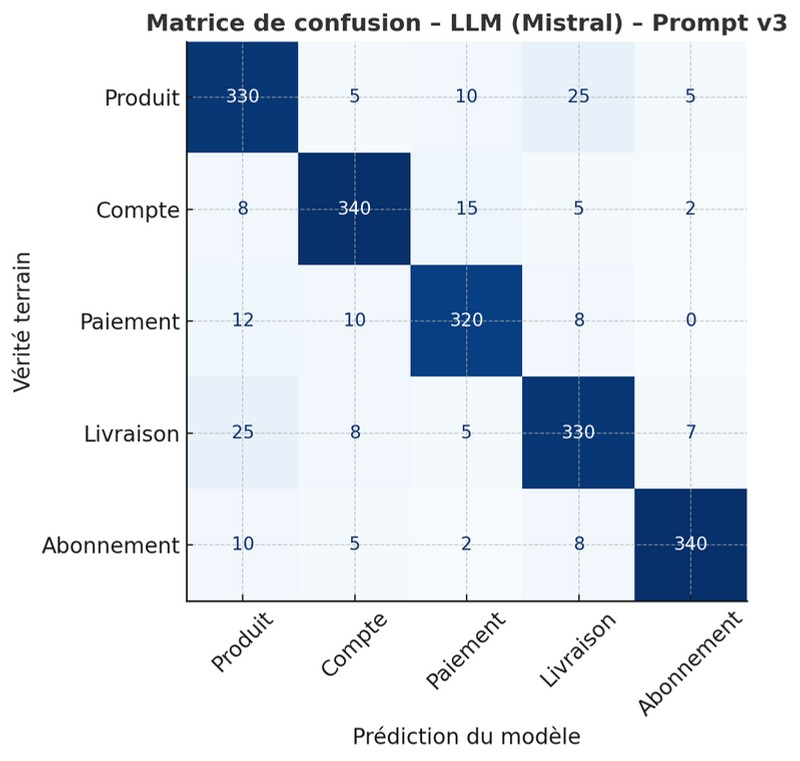 Matrice de confusion – LLM (Mistral) – Prompt v3
Produit 330 5 10 25 5
Compte 8 340 15 5 2
Paiement 12 10 320 8 0
Livraison 25 8 5 330 7
Abonnement 10 5 2 8 340
Vérité terrain
Produit Compte Paiement Livraison Abonnement
Prédiction du modèle